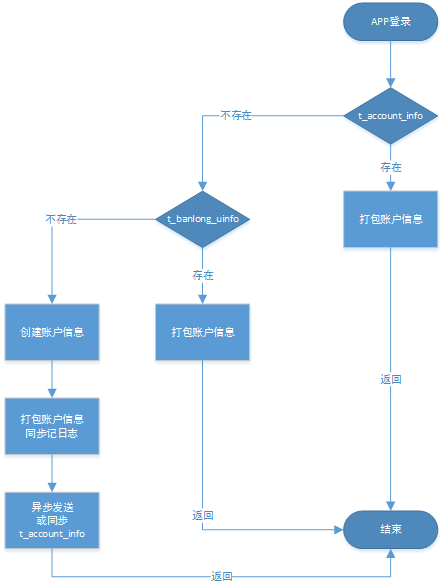 APP登录
不存在
t_account_info
存在
不存在
t_banlong_uinfo
打包账户信息
存在
创建账户信息
打包账户信息
返回
打包账户信息
同步记日志
异步发送
或同步
t_account_info
返回
结束
返回